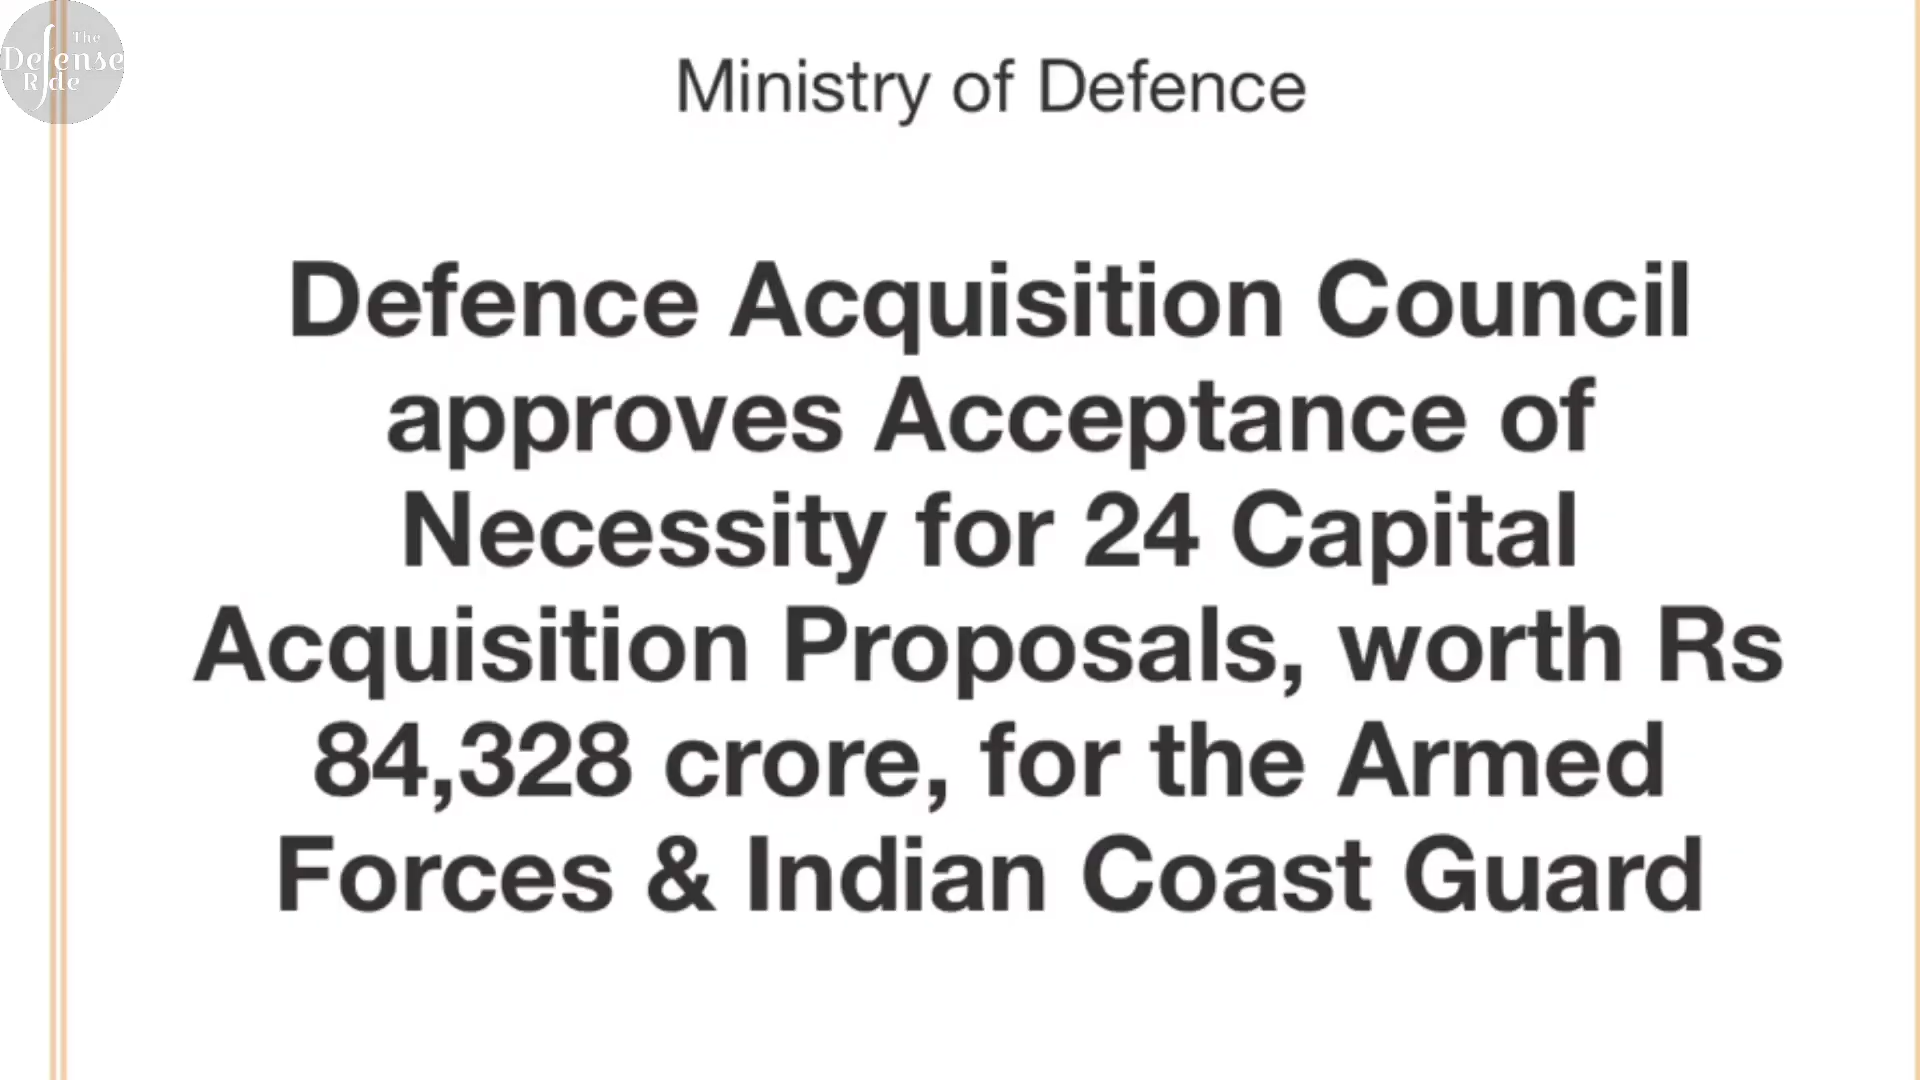 The
Defense
Ride
Ministry of Defence
Defence Acquisition Council
approves Acceptance of
Necessity for 24 Capital
Acquisition Proposals, worth Rs
84,328 crore, for the Armed
Forces & Indian Coast Guard